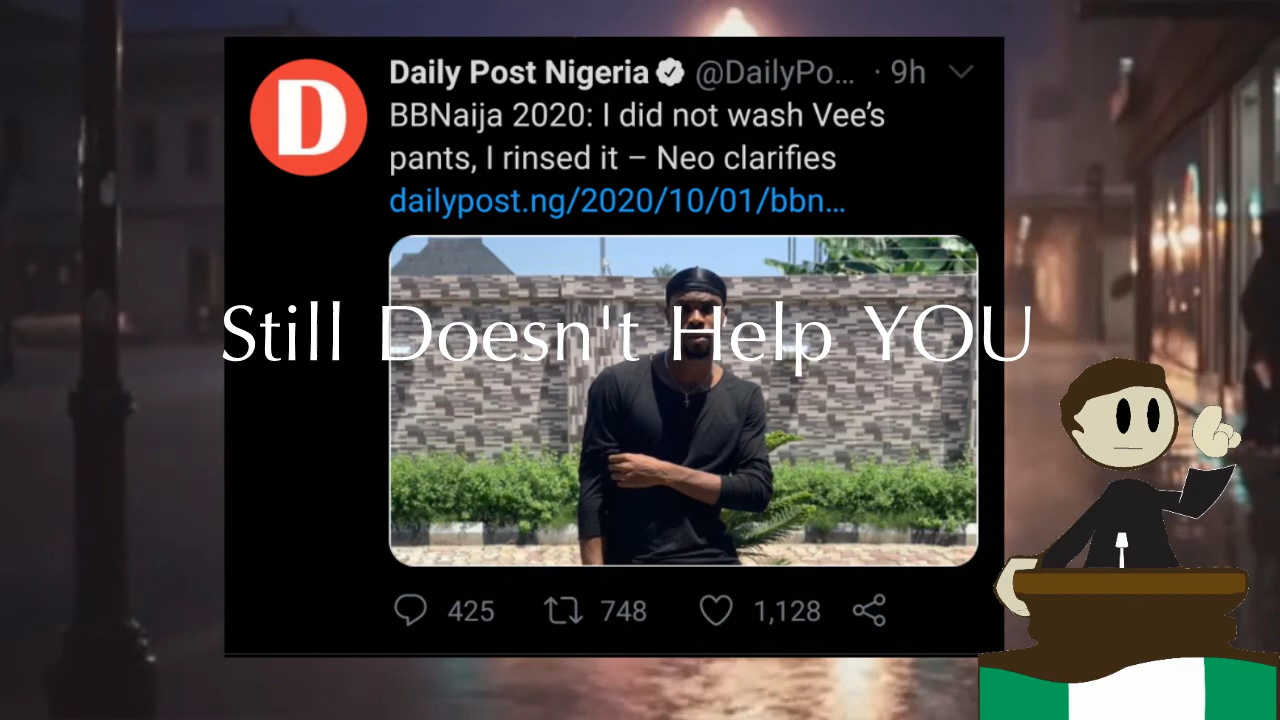 D
Daily Post Nigeria @DailyPo... · 9h
BBNaija 2020: I did not wash Vee’s
pants, I rinsed it – Neo clarifies
dailypost.ng/2020/10/01/bbn...
Still Doesn't Help YOU
425 748 1,128